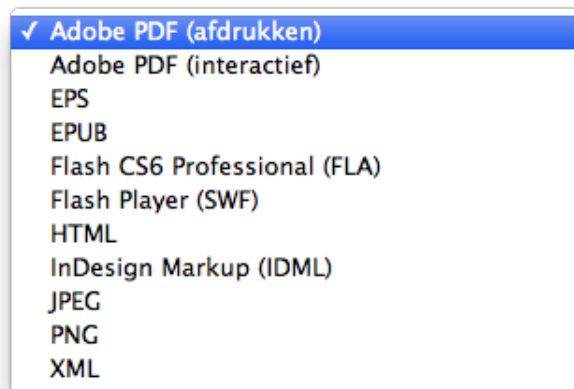 ✓ Adobe PDF (afdrukken)
Adobe PDF (interactief)
EPS
EPUB
Flash CS6 Professional (FLA)
Flash Player (SWF)
HTML
InDesign Markup (IDML)
JPEG
PNG
XML